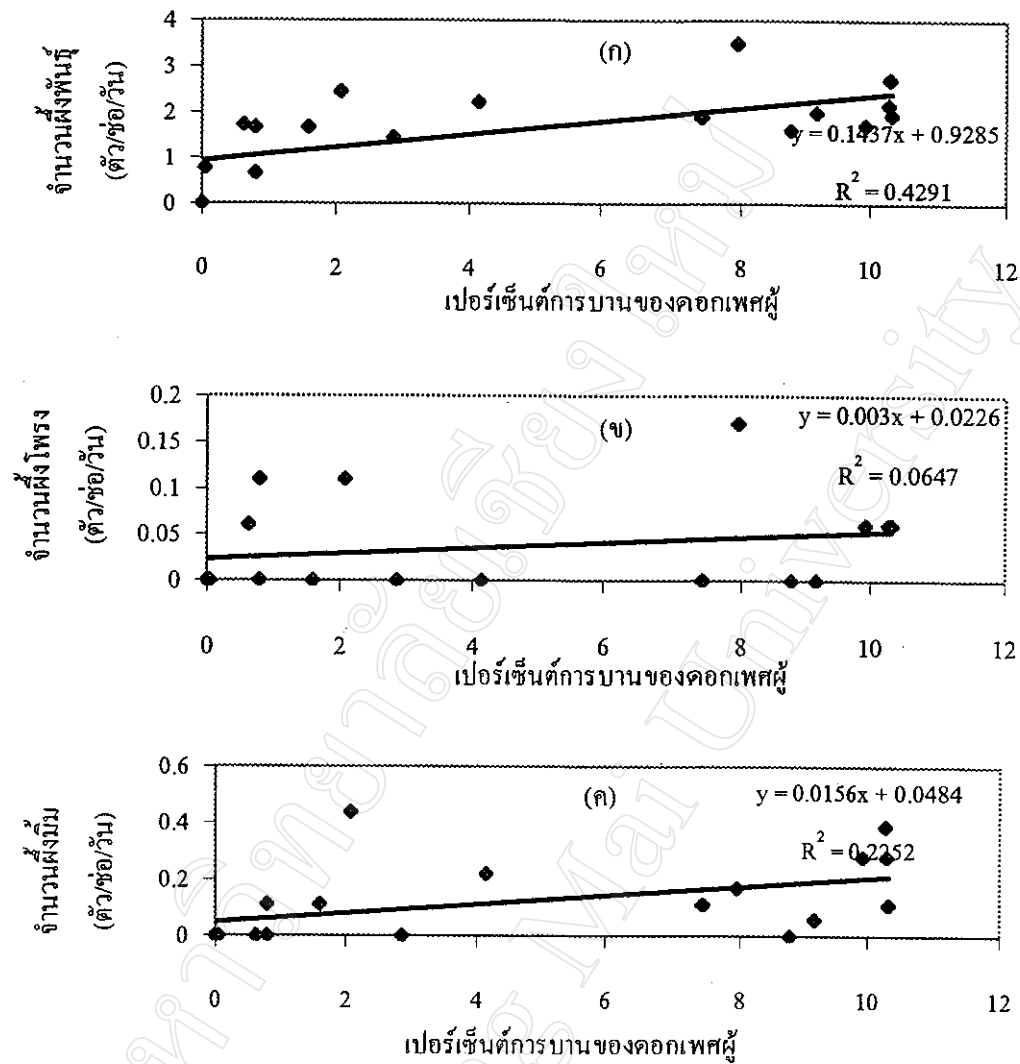 จำนวนผึ้งพันธุ์
(ตัว/ช่อ/วัน)
4
3
2
1
0
(ก)
y = 0.1437x + 0.9285
R² = 0.4291
0 2 4 6 8 10 12
เปอร์เซ็นต์การบานของดอกเพศผู้
จำนวนผึ้งโพรง
(ตัว/ช่อ/วัน)
0.2
0.15
0.1
0.05
0
(ข)
y = 0.003x + 0.0226
R² = 0.0647
0 2 4 6 8 10 12
เปอร์เซ็นต์การบานของดอกเพศผู้
จำนวนผึ้งมิ้ม
(ตัว/ช่อ/วัน)
0.6
0.4
0.2
0
(ค)
y = 0.0156x + 0.0484
R² = 0.2252
0 2 4 6 8 10 12
เปอร์เซ็นต์การบานของดอกเพศผู้
Mai University